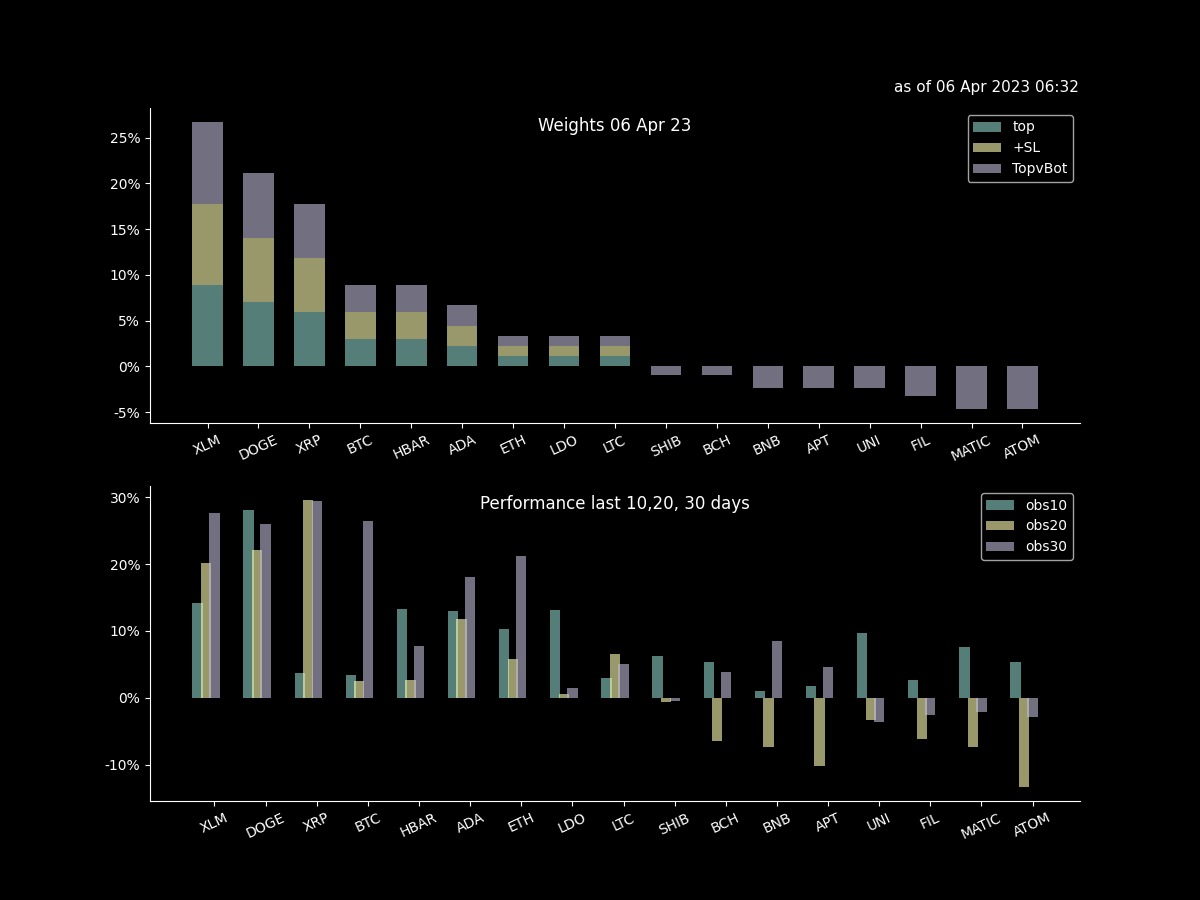 as of 06 Apr 2023 06:32
Weights 06 Apr 23
top
+SL
TopvBot
25%
20%
15%
10%
5%
0%
-5%
XLM DOGE XRP BTC HBAR ADA ETH LDO LTC SHIB BCH BNB APT UNI FIL MATIC ATOM
Performance last 10,20, 30 days
obs10
obs20
obs30
30%
20%
10%
0%
-10%
XLM DOGE XRP BTC HBAR ADA ETH LDO LTC SHIB BCH BNB APT UNI FIL MATIC ATOM